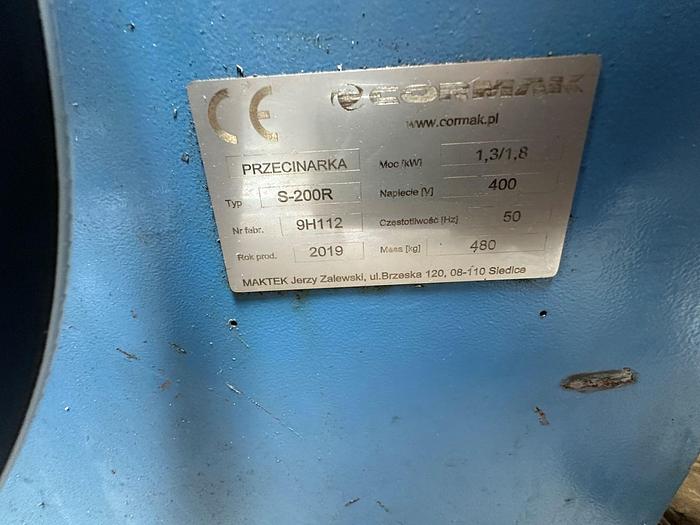 CE CORMAK
www.cormak.pl
PRZECINARKA Moc [kW] 1,3/1,8
Typ S-200R Napiecie [V] 400
Nr fabr. 9H112 Częstotliwość [Hz] 50
Rok prod. 2019 Masa [kg] 480
MAKTEK Jerzy Zalewski, ul.Brzeska 120, 08-110 Siedlce